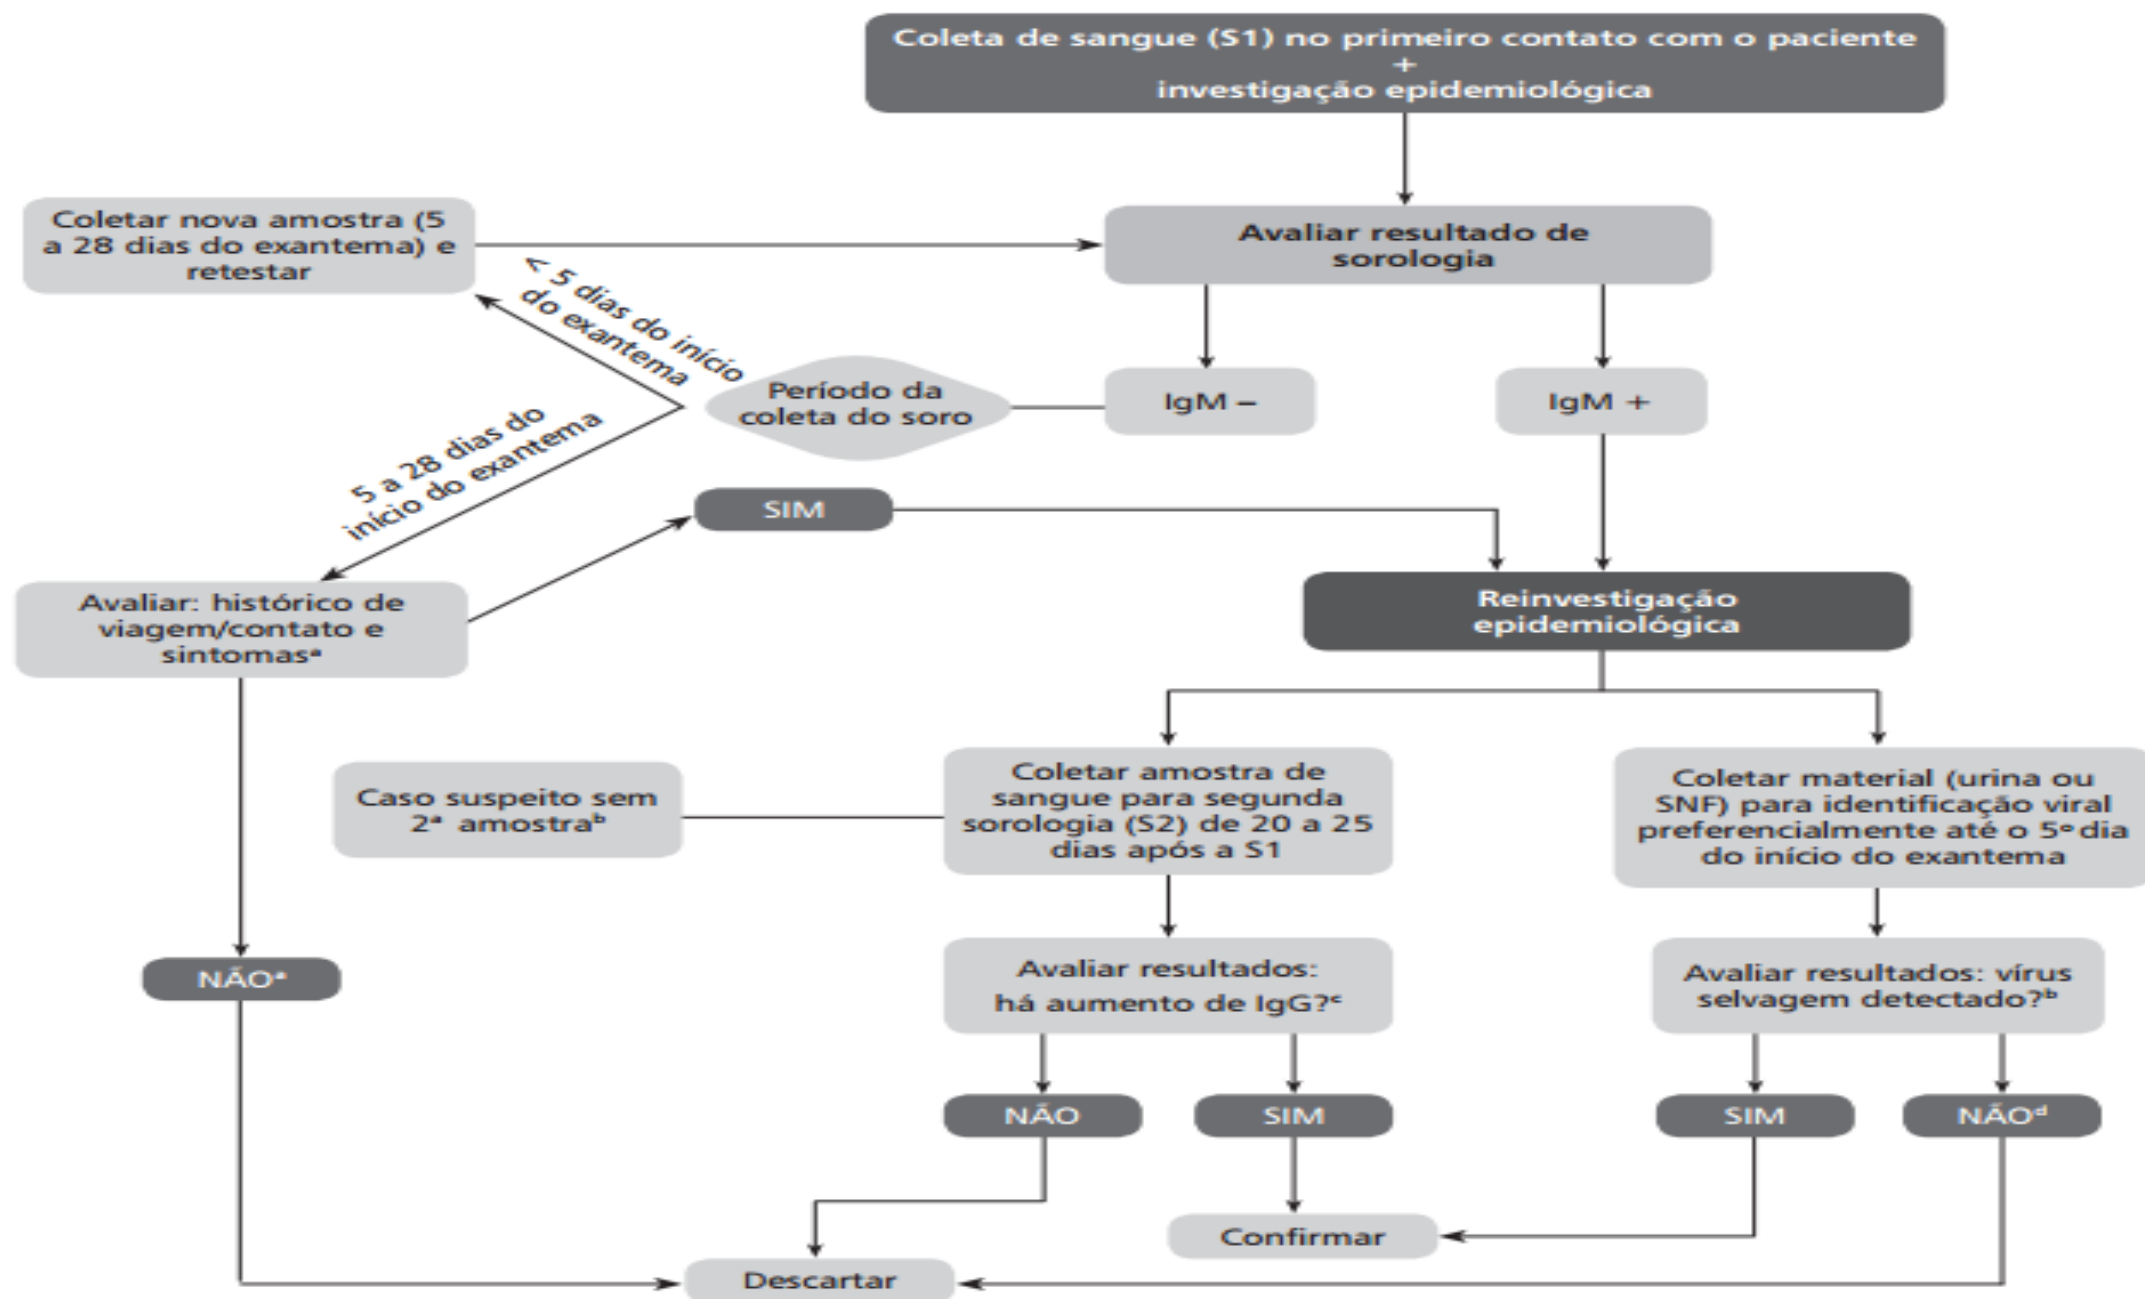 Coleta de sangue (S1) no primeiro contato com o paciente
+
investigação epidemiológica
Coletar nova amostra (5
a 28 dias do exantema) e
retestar
Avaliar resultado de
sorologia
< 5 dias do início
do exantema
Período da
coleta do soro
IgM –
IgM +
5 a 28 dias do
início do exantema
SIM
Avaliar: histórico de
viagem/contato e
sintomasᵃ
Reinvestigação
epidemiológica
Caso suspeito sem
2ª amostraᵇ
Coletar amostra de
sangue para segunda
sorologia (S2) de 20 a 25
dias após a S1
Coletar material (urina ou
SNF) para identificação viral
preferencialmente até o 5º dia
do início do exantema
NÃOᵃ
Avaliar resultados:
há aumento de IgG?ᶜ
Avaliar resultados: vírus
selvagem detectado?ᵇ
NÃO
SIM
SIM
NÃOᵈ
Confirmar
Descartar